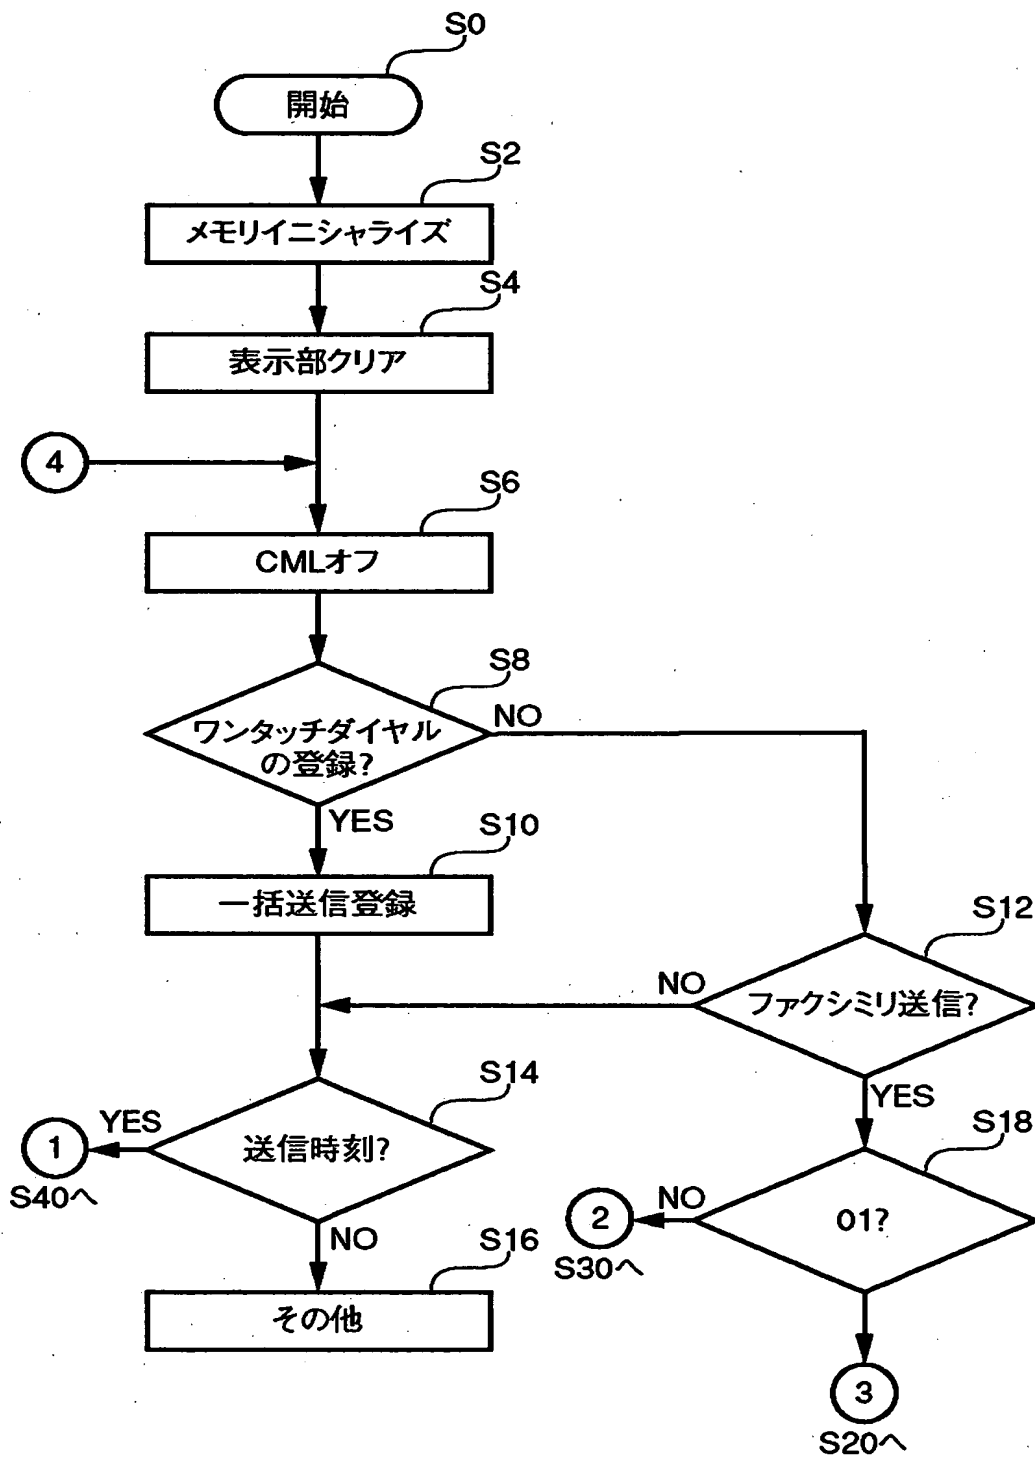 S0
開始
S2
メモリイニシャライズ
S4
表示部クリア
4
S6
CMLオフ
S8
ワンタッチダイヤル
の登録?
NO
YES
S10
一括送信登録
S12
ファクシミリ送信?
NO
YES
S14
送信時刻?
YES
1
S40へ
NO
S16
その他
S18
01?
NO
2
S30へ
3
S20へ